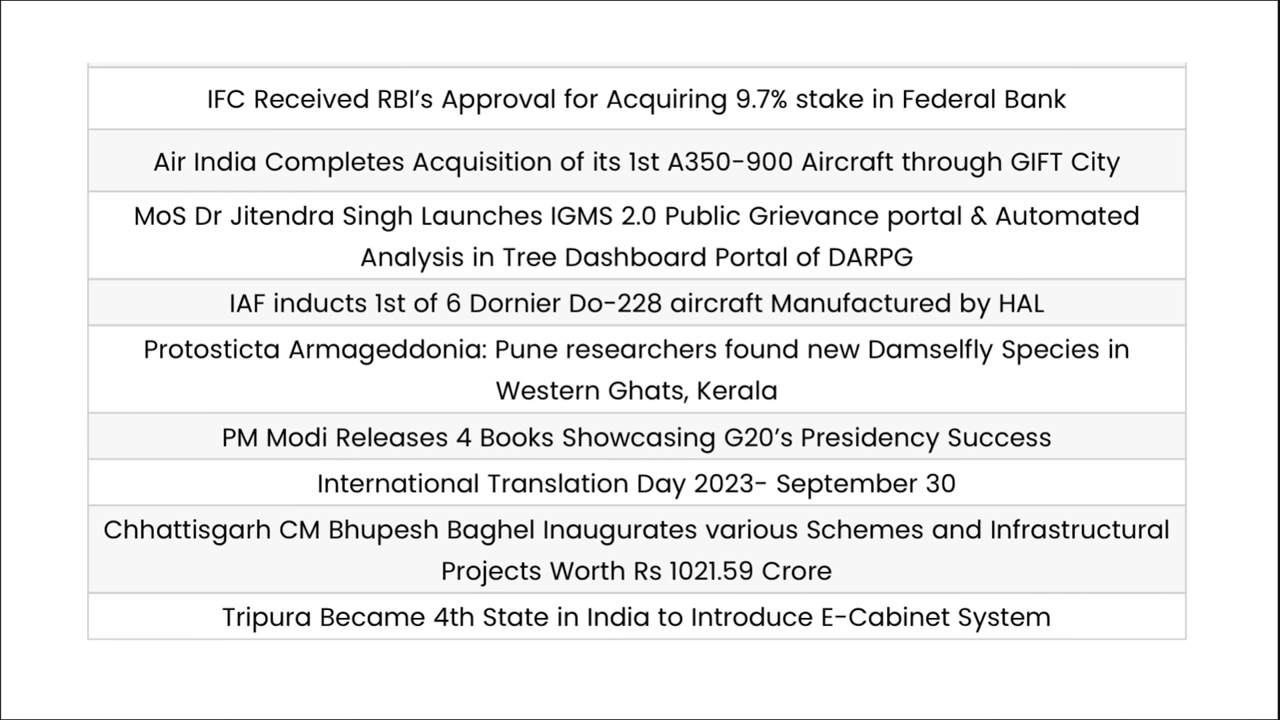 IFC Received RBI’s Approval for Acquiring 9.7% stake in Federal Bank
Air India Completes Acquisition of its 1st A350-900 Aircraft through GIFT City
MoS Dr Jitendra Singh Launches IGMS 2.0 Public Grievance portal & Automated
Analysis in Tree Dashboard Portal of DARPG
IAF inducts 1st of 6 Dornier Do-228 aircraft Manufactured by HAL
Protosticta Armageddonia: Pune researchers found new Damselfly Species in
Western Ghats, Kerala
PM Modi Releases 4 Books Showcasing G20’s Presidency Success
International Translation Day 2023- September 30
Chhattisgarh CM Bhupesh Baghel Inaugurates various Schemes and Infrastructural
Projects Worth Rs 1021.59 Crore
Tripura Became 4th State in India to Introduce E-Cabinet System